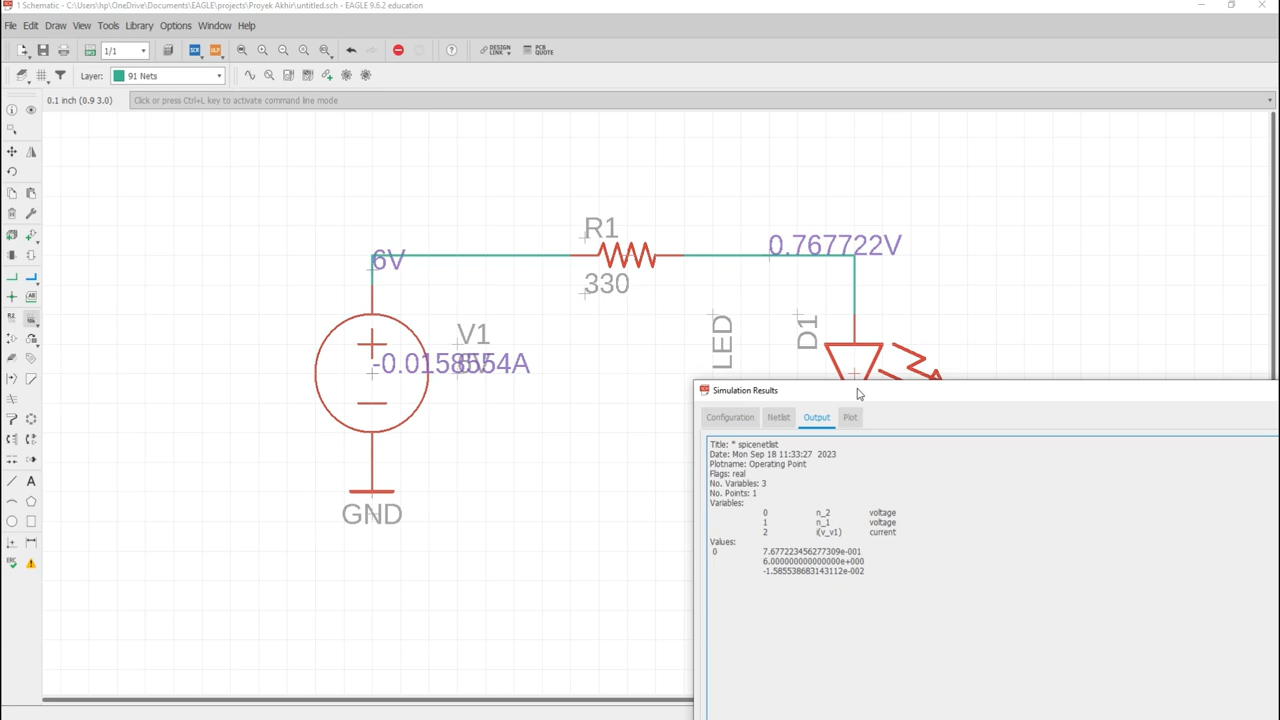 1 Schematic - C:\Users\hp\OneDrive\Documents\EAGLE\projects\Proyek Akhir\untitled.sch - EAGLE 9.6.2 education
File Edit Draw View Tools Library Options Window Help
1/1
SCR
ULP
DESIGN LINK
PCB QUOTE
Layer: 91 Nets
0.1 inch (0.9 3.0)
Click or press Ctrl+L key to activate command line mode
R1
6V
0.767722V
330
V1
LED
D1
-0.0158554A
GND
Simulation Results
Configuration Netlist Output Plot
Title: * spicenetlist
Date: Mon Sep 18 11:33:27 2023
Plotname: Operating Point
Flags: real
No. Variables: 3
No. Points: 1
Variables:
0 n_2 voltage
1 n_1 voltage
2 i(v_v1) current
Values:
0 7.677223456277309e-001
6.000000000000000e+000
-1.585538683143112e-002